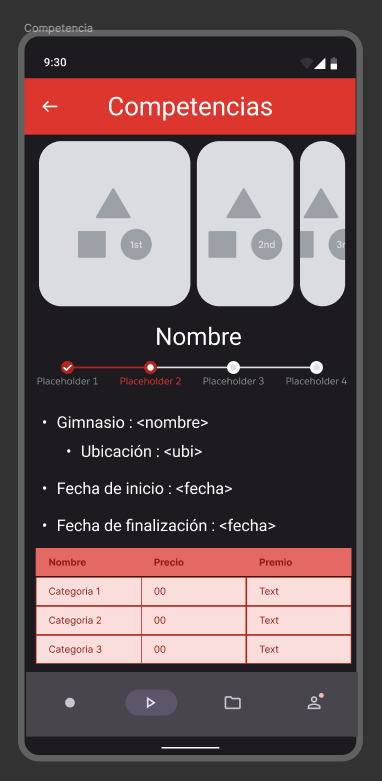 Competencia
9:30
Competencias
1st 2nd 3r
Nombre
Placeholder 1 Placeholder 2 Placeholder 3 Placeholder 4
• Gimnasio : <nombre>
• Ubicación : <ubi>
• Fecha de inicio : <fecha>
• Fecha de finalización : <fecha>
Nombre Precio Premio
Categoria 1 00 Text
Categoria 2 00 Text
Categoria 3 00 Text